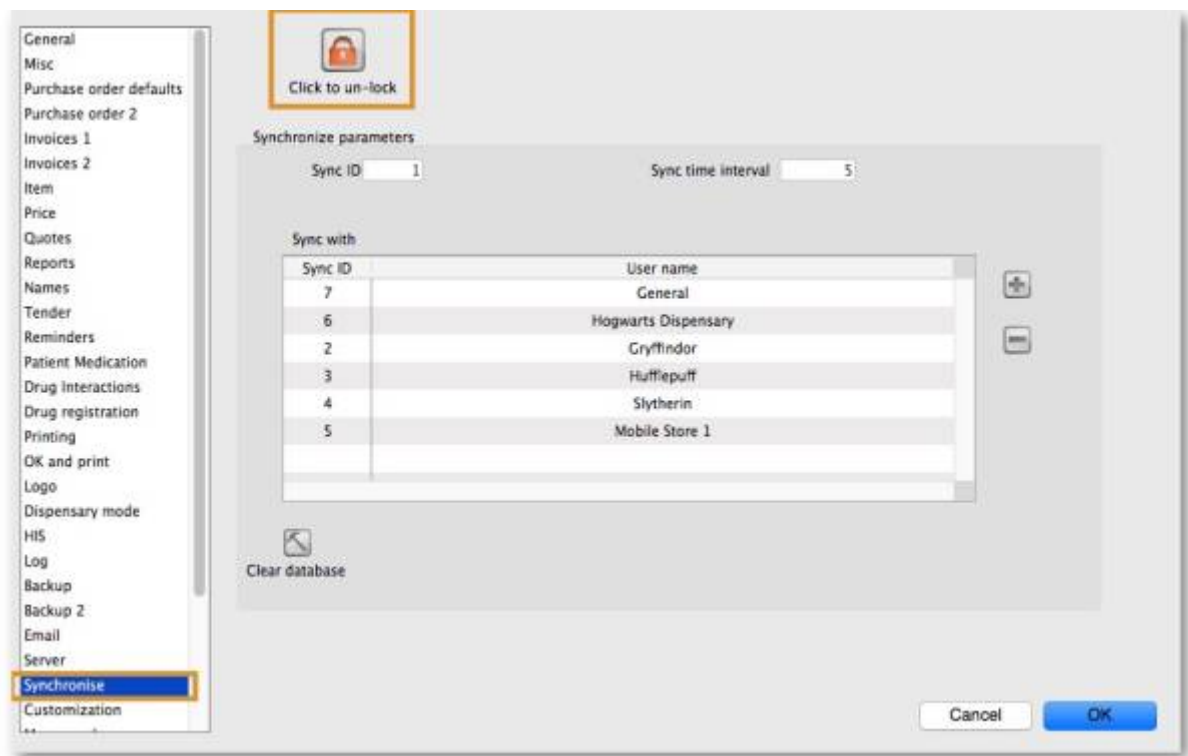 General
Misc
Purchase order defaults
Purchase order 2
Invoices 1
Invoices 2
Item
Price
Quotes
Reports
Names
Tender
Reminders
Patient Medication
Drug Interactions
Drug registration
Printing
OK and print
Logo
Dispensary mode
HIS
Log
Backup
Backup 2
Email
Server
Synchronise
Customization
Click to un-lock
Synchronize parameters
Sync ID 1 Sync time interval 5
Sync with
Sync ID User name
7 General
6 Hogwarts Dispensary
2 Gryffindor
3 Hufflepuff
4 Slytherin
5 Mobile Store 1
Clear database
Cancel OK